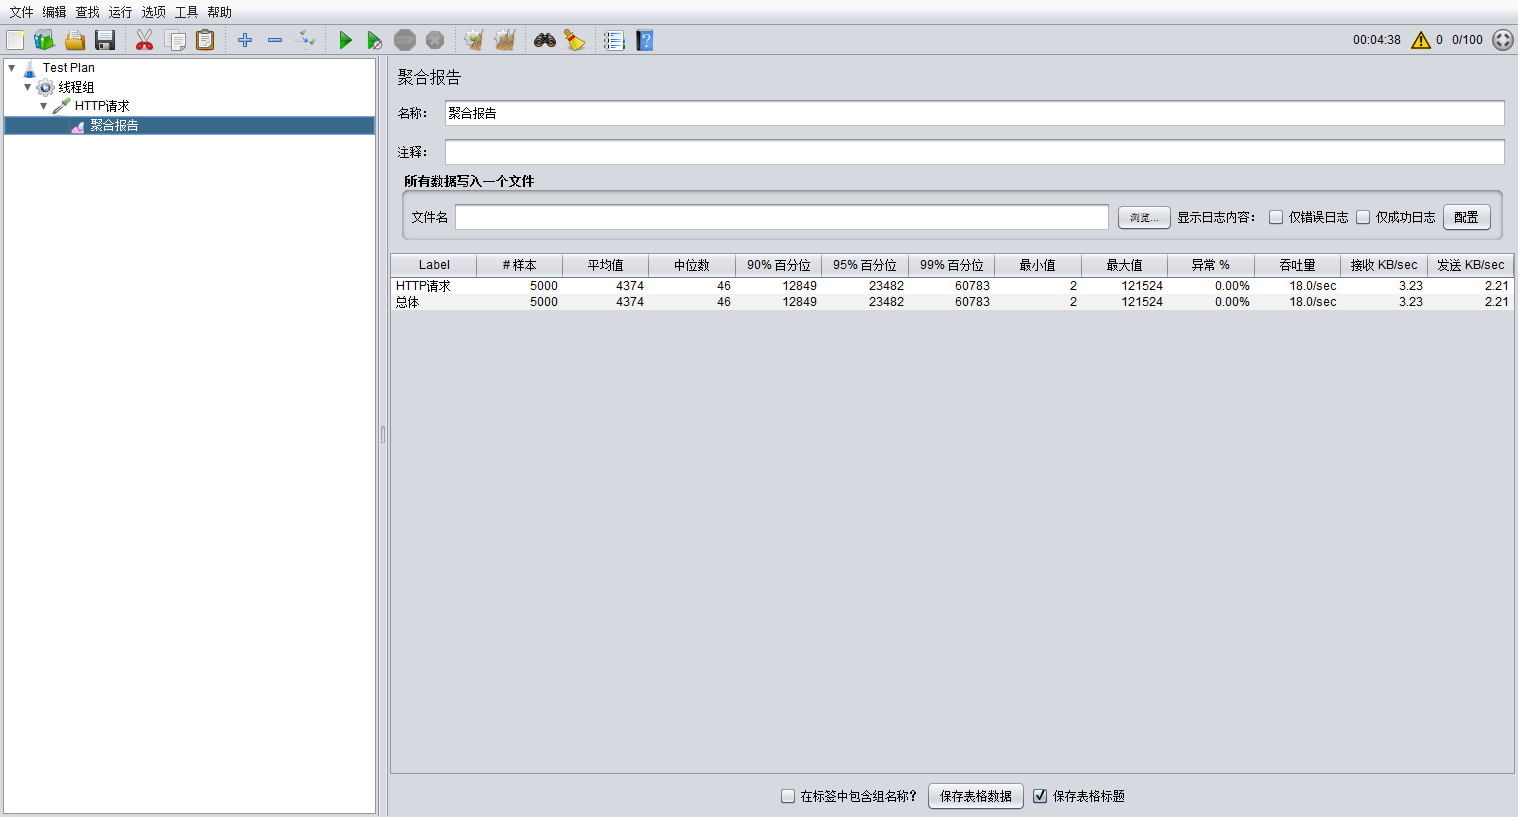 文件 编辑 查找 运行 选项 工具 帮助
STOP 00:04:38 0 0/100
Test Plan
线程组
HTTP请求
聚合报告
聚合报告
名称： 聚合报告
注释：
所有数据写入一个文件
文件名 浏览... 显示日志内容： 仅错误日志 仅成功日志 配置
Label # 样本 平均值 中位数 90% 百分位 95% 百分位 99% 百分位 最小值 最大值 异常 % 吞吐量 接收 KB/sec 发送 KB/sec
HTTP请求 5000 4374 46 12849 23482 60783 2 121524 0.00% 18.0/sec 3.23 2.21
总体 5000 4374 46 12849 23482 60783 2 121524 0.00% 18.0/sec 3.23 2.21
在标签中包含组名称？ 保存表格数据 保存表格标题